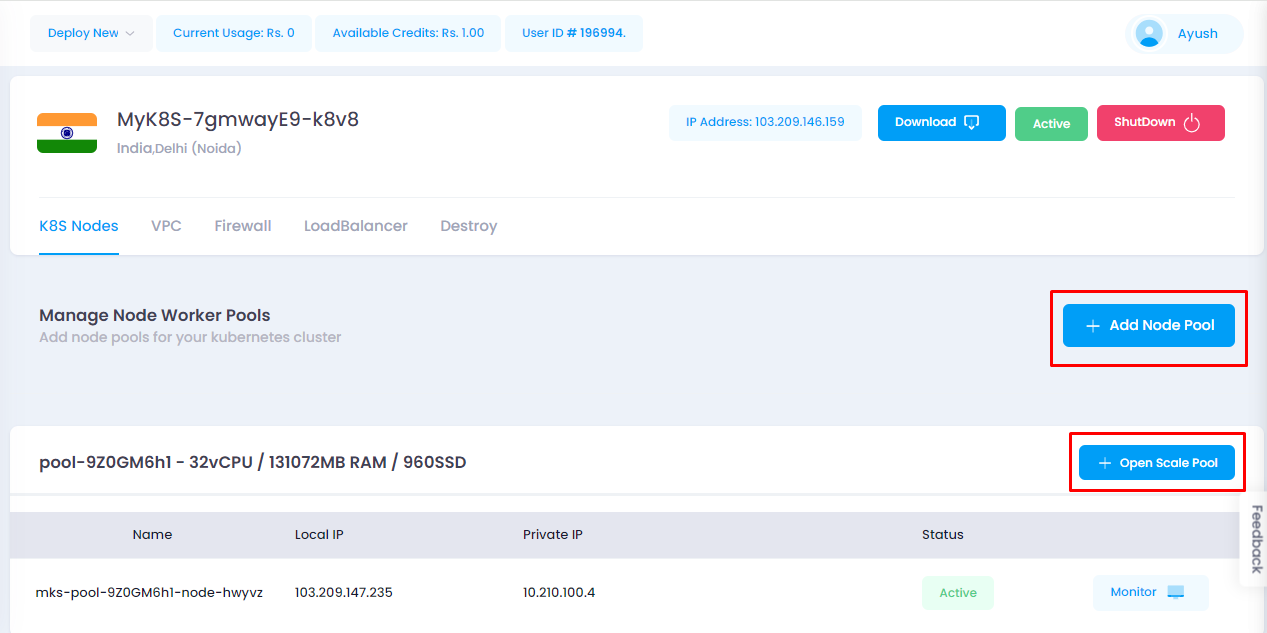 Deploy New
Current Usage: Rs. 0
Available Credits: Rs. 1.00
User ID # 196994.
Ayush
MyK8S-7gmwayE9-k8v8
India,Delhi (Noida)
IP Address: 103.209.146.159
Download
Active
ShutDown
K8S Nodes
VPC
Firewall
LoadBalancer
Destroy
Manage Node Worker Pools
Add node pools for your kubernetes cluster
Add Node Pool
pool-9Z0GM6h1 - 32vCPU / 131072MB RAM / 960SSD
Open Scale Pool
Feedback
Name Local IP Private IP Status
mks-pool-9Z0GM6h1-node-hwyvz 103.209.147.235 10.210.100.4 Active Monitor